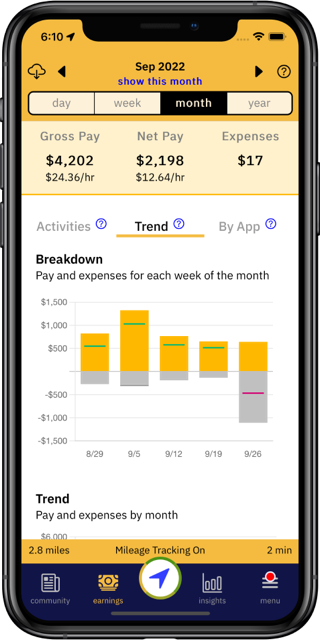 6:10
Sep 2022
show this month
day week month year
Gross Pay Net Pay Expenses
$4,202 $2,198 $17
$24.36/hr $12.64/hr
Activities ? Trend ? By App ?
Breakdown
Pay and expenses for each week of the month
$1,500
$1,000
$500
-$500
-$1,000
-$1,500
8/29 9/5 9/12 9/19 9/26
Trend
Pay and expenses by month
$6,000
2.8 miles Mileage Tracking On 2 min
community earnings insights menu